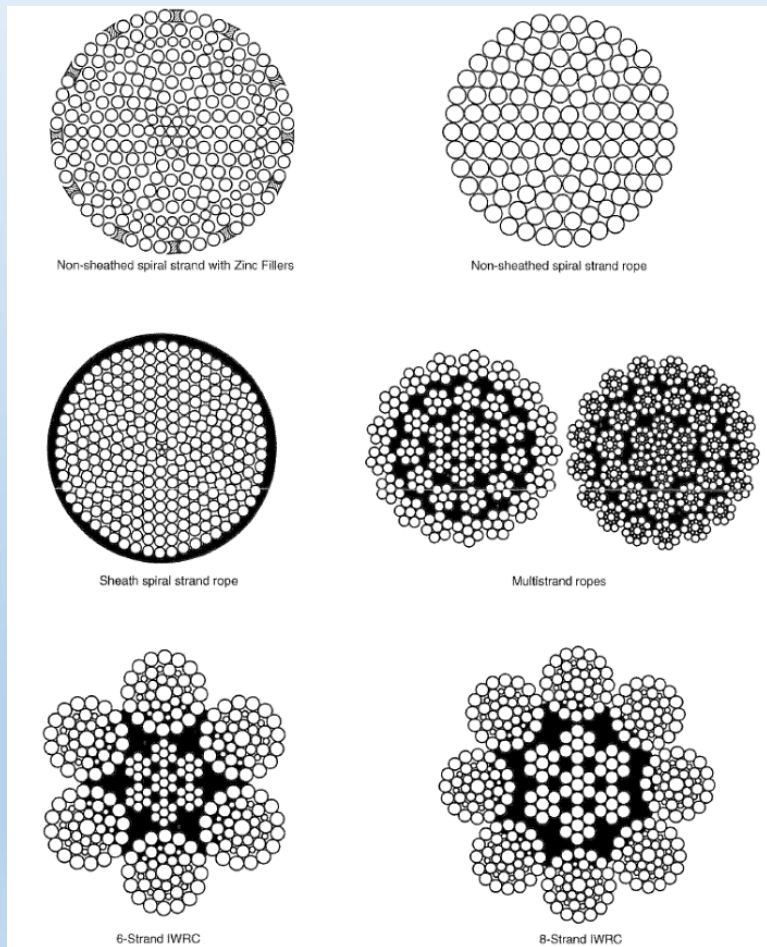 Non-sheathed spiral strand with Zinc Fillers
Non-sheathed spiral strand rope
Sheath spiral strand rope
Multistrand ropes
6-Strand IWRC
8-Strand IWRC